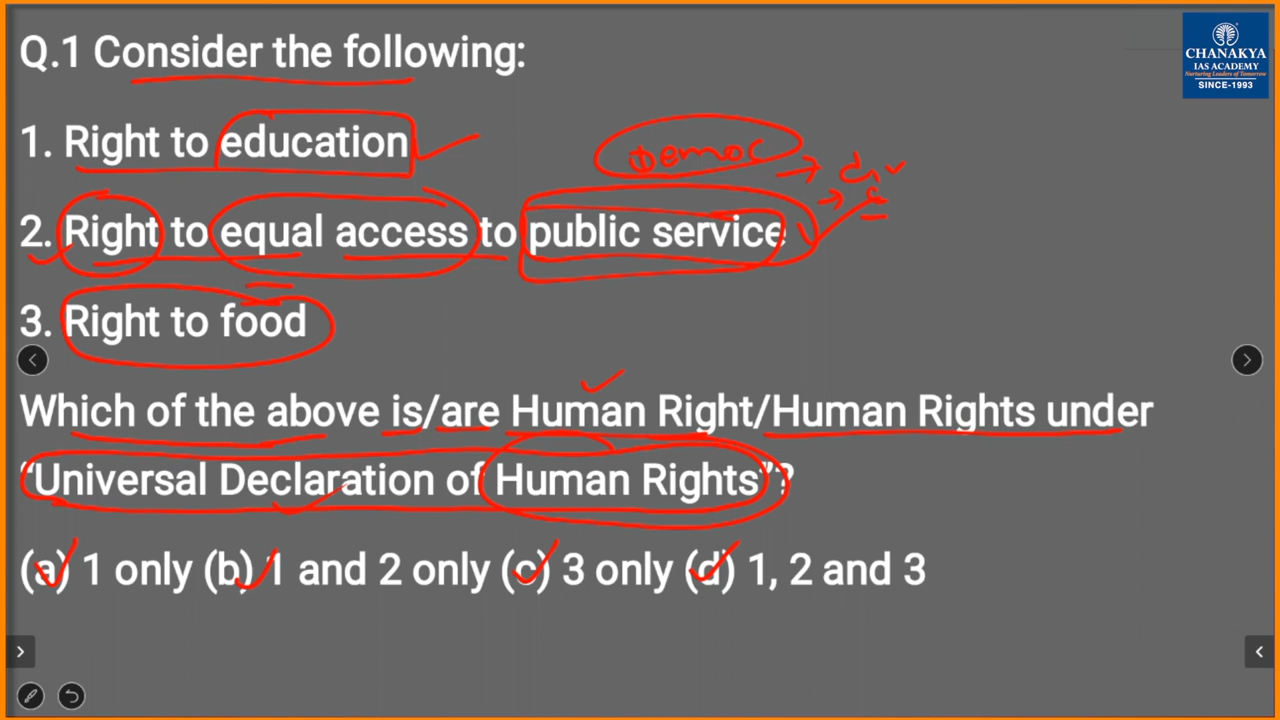 Q.1 Consider the following:
CHANAKYA
IAS ACADEMY
Nurturing Leaders of Tomorrow
SINCE-1993
1. Right to education
Democ
2. Right to equal access to public service
3. Right to food
Which of the above is/are Human Right/Human Rights under
"Universal Declaration of Human Rights"?
(a) 1 only (b) 1 and 2 only (c) 3 only (d) 1, 2 and 3